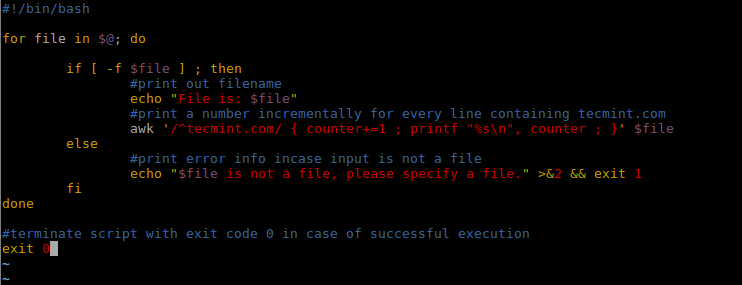 #!/bin/bash
for file in $@; do
if [ -f $file ] ; then
#print out filename
echo "File is: $file"
#print a number incrementally for every line containing tecmint.com
awk '/^tecmint.com/ { counter+=1 ; printf "%s\n", counter ; }' $file
else
#print error info incase input is not a file
echo "$file is not a file, please specify a file." >&2 && exit 1
fi
done
#terminate script with exit code 0 in case of successful execution
exit 0
~
~